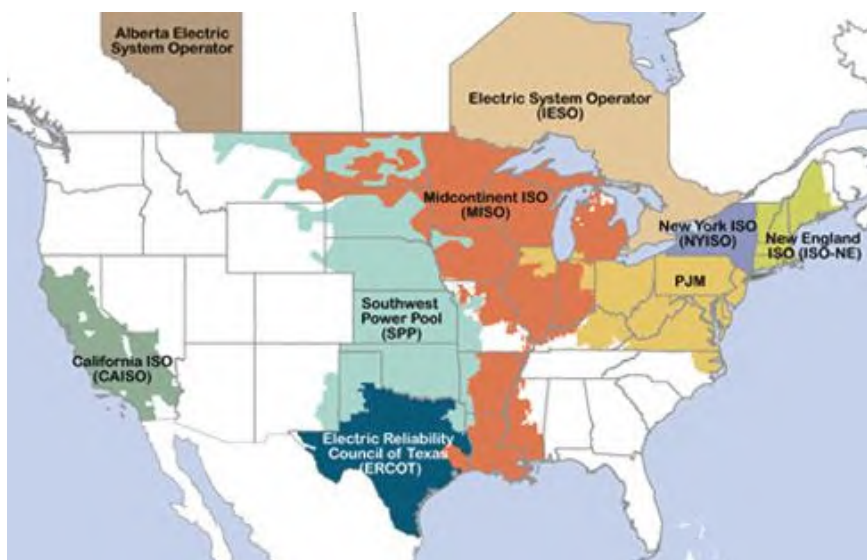 Alberta Electric
System Operator
Electric System Operator
(IESO)
Midcontinent ISO
(MISO)
New York ISO
(NYISO)
New England
ISO (ISO-NE)
PJM
Southwest
Power Pool
(SPP)
California ISO
(CAISO)
Electric Reliability
Council of Texas
(ERCOT)